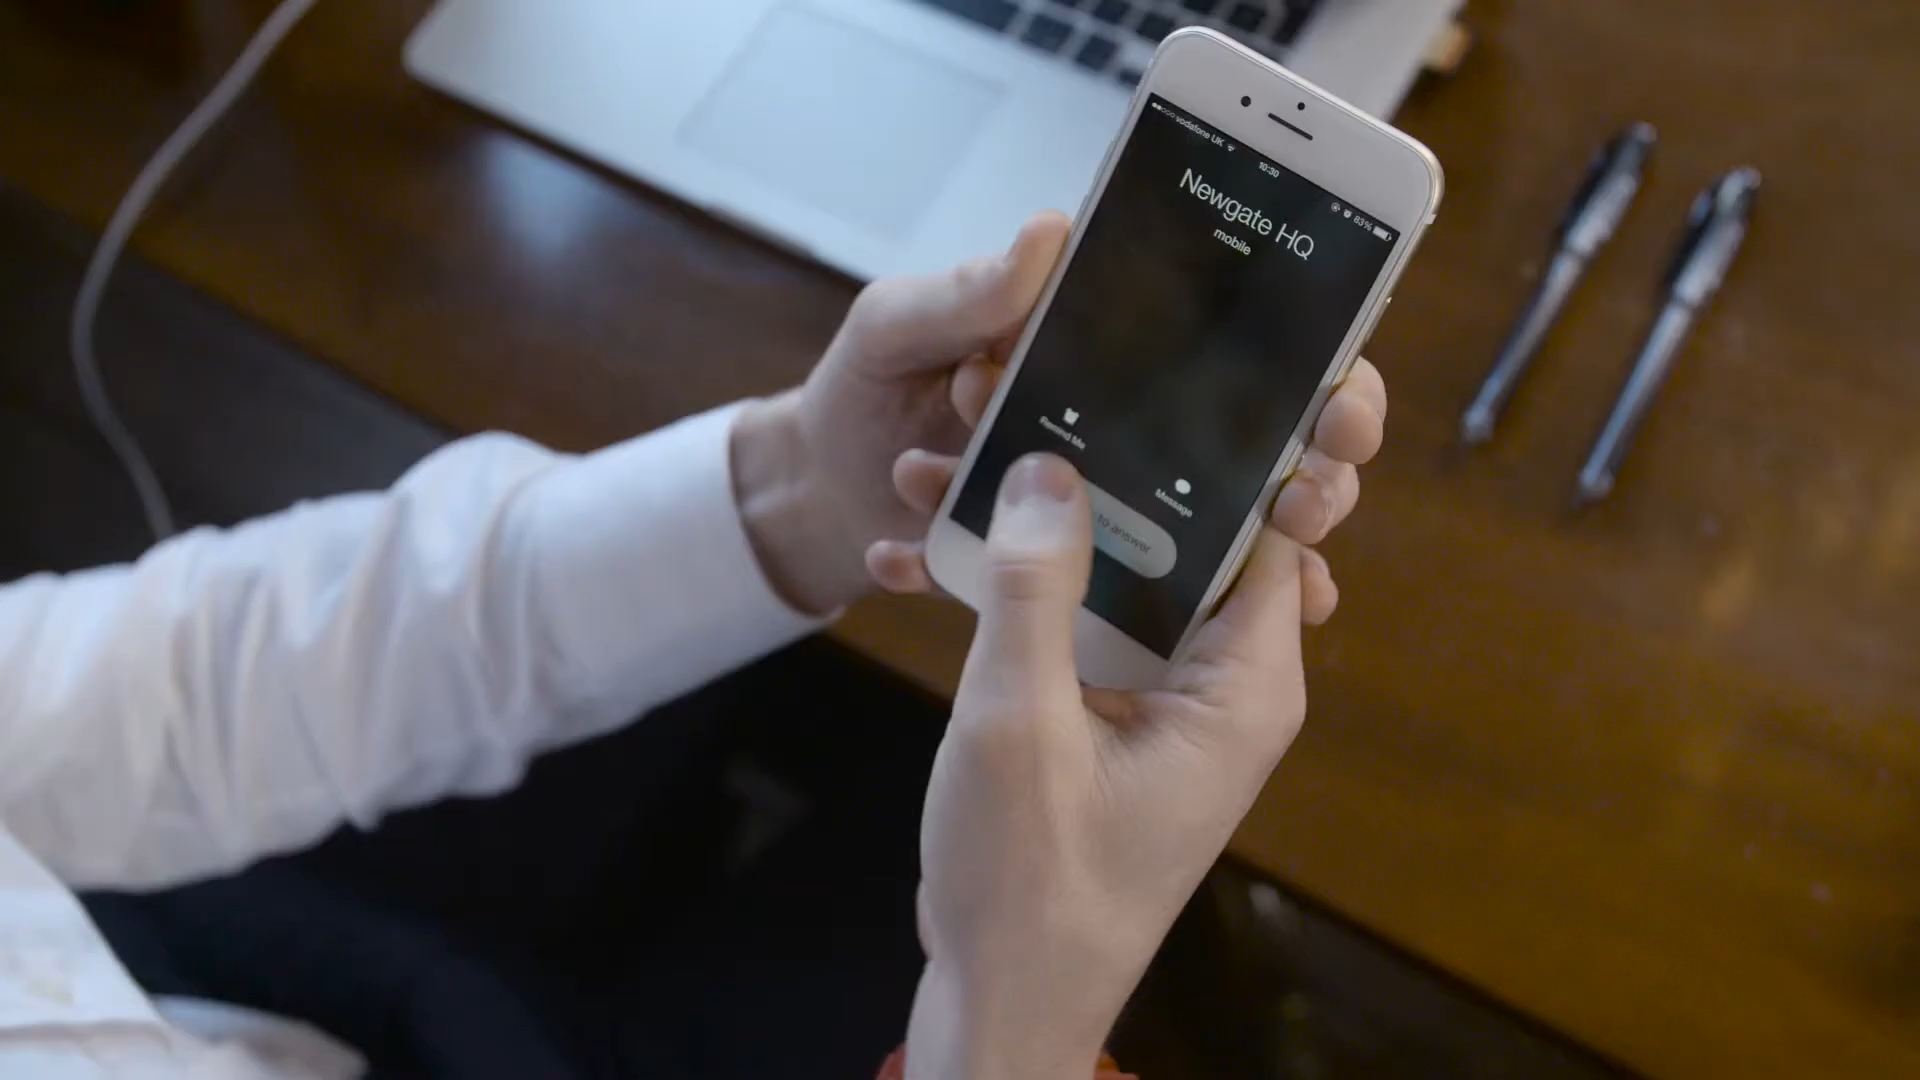 vodafone UK
10:30
83%
Newgate HQ
mobile
Remind Me
Message
to answer